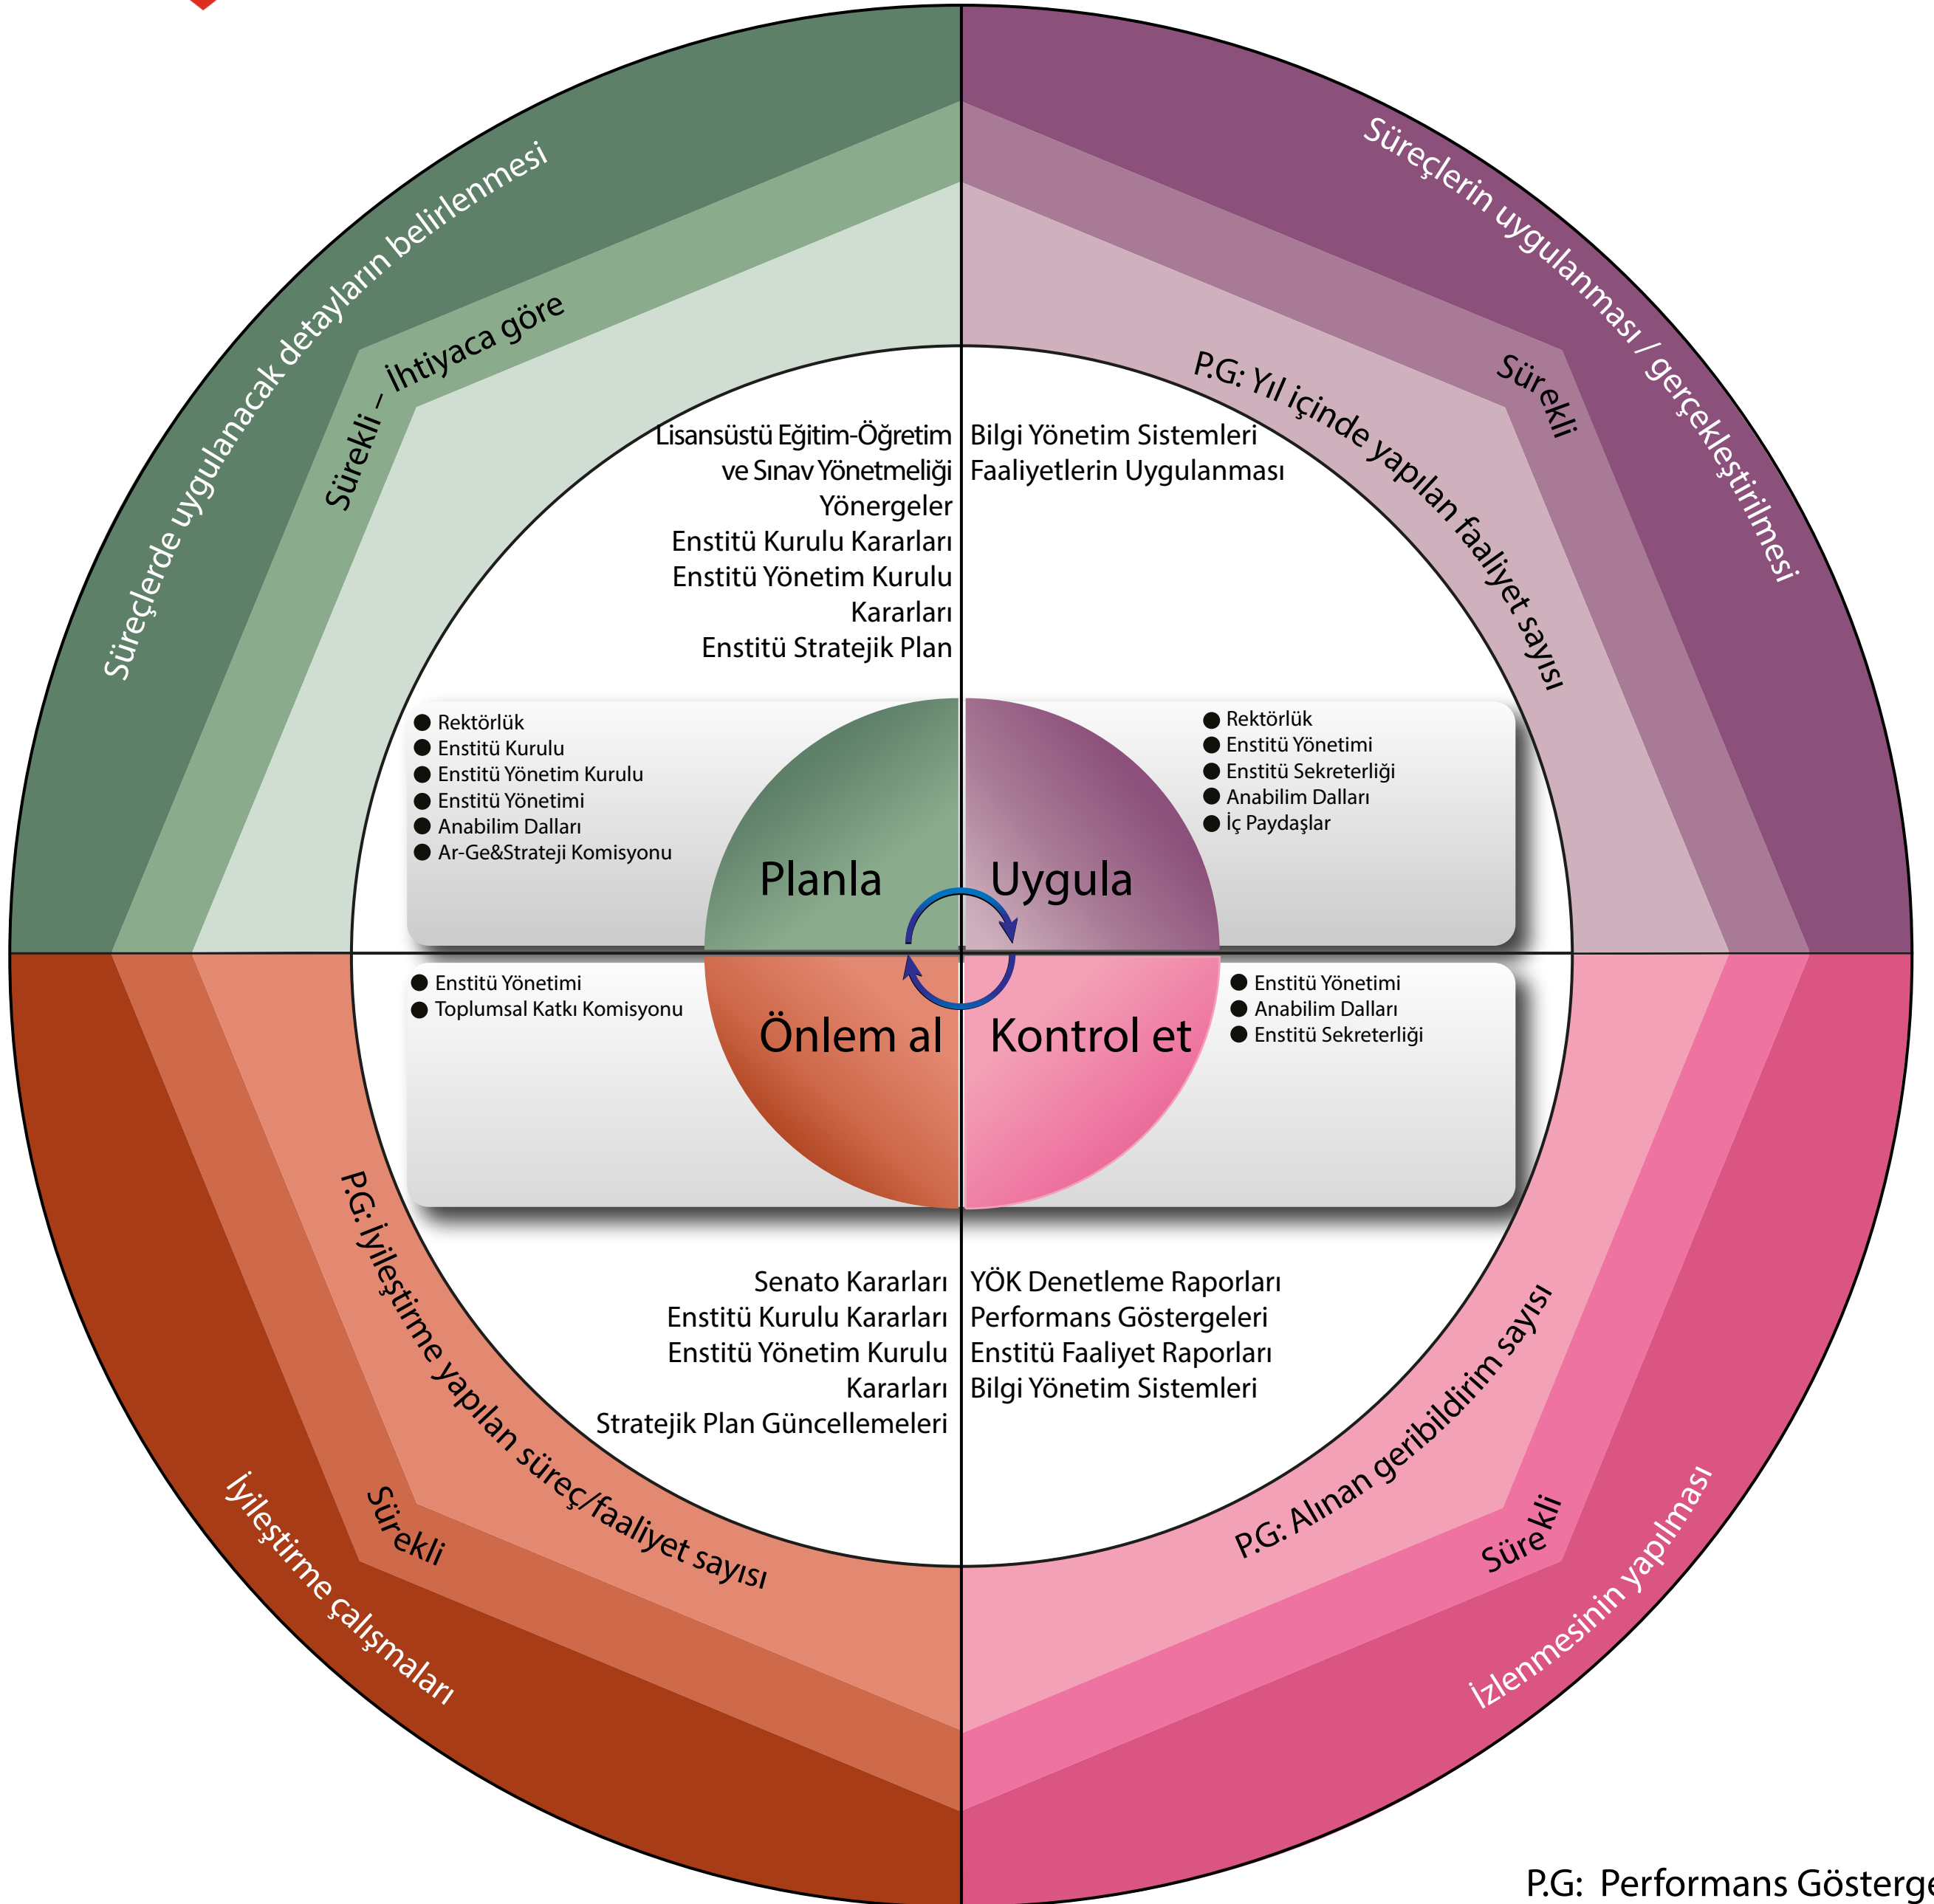 Süreçlerde uygulanacak detayların belirlenmesi
Sürekli – İhtiyaca göre
Lisansüstü Eğitim-Öğretim
ve Sınav Yönetmeliği
Yönergeler
Enstitü Kurulu Kararları
Enstitü Yönetim Kurulu
Kararları
Enstitü Stratejik Plan
● Rektörlük
● Enstitü Kurulu
● Enstitü Yönetim Kurulu
● Enstitü Yönetimi
● Anabilim Dalları
● Ar-Ge&Strateji Komisyonu
Planla
Süreçlerin uygulanması / gerçekleştirilmesi
Sürekli
P.G: Yıl içinde yapılan faaliyet sayısı
Bilgi Yönetim Sistemleri
Faaliyetlerin Uygulanması
● Rektörlük
● Enstitü Yönetimi
● Enstitü Sekreterliği
● Anabilim Dalları
● İç Paydaşlar
Uygula
● Enstitü Yönetimi
● Toplumsal Katkı Komisyonu
Önlem al
Senato Kararları
Enstitü Kurulu Kararları
Enstitü Yönetim Kurulu
Kararları
Stratejik Plan Güncellemeleri
P.G: İyileştirme yapılan süreç/faaliyet sayısı
Sürekli
İyileştirme çalışmaları
Kontrol et
● Enstitü Yönetimi
● Anabilim Dalları
● Enstitü Sekreterliği
YÖK Denetleme Raporları
Performans Göstergeleri
Enstitü Faaliyet Raporları
Bilgi Yönetim Sistemleri
P.G: Alınan geribildirim sayısı
Sürekli
İzlenmesinin yapılması
P.G: Performans